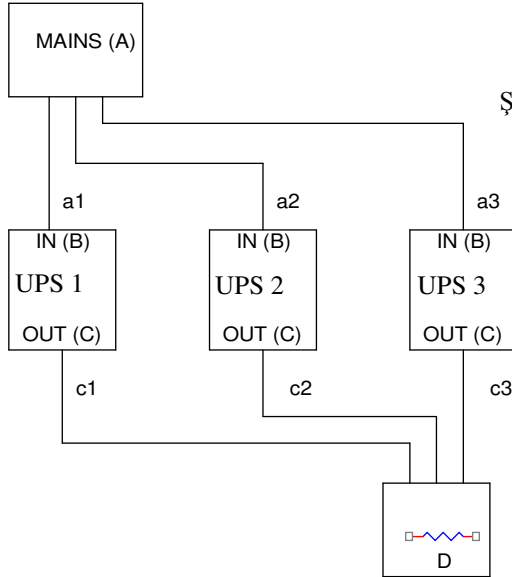 MAINS (A)
Ş
a1 a2 a3
IN (B) IN (B) IN (B)
UPS 1 UPS 2 UPS 3
OUT (C) OUT (C) OUT (C)
c1 c2 c3
D